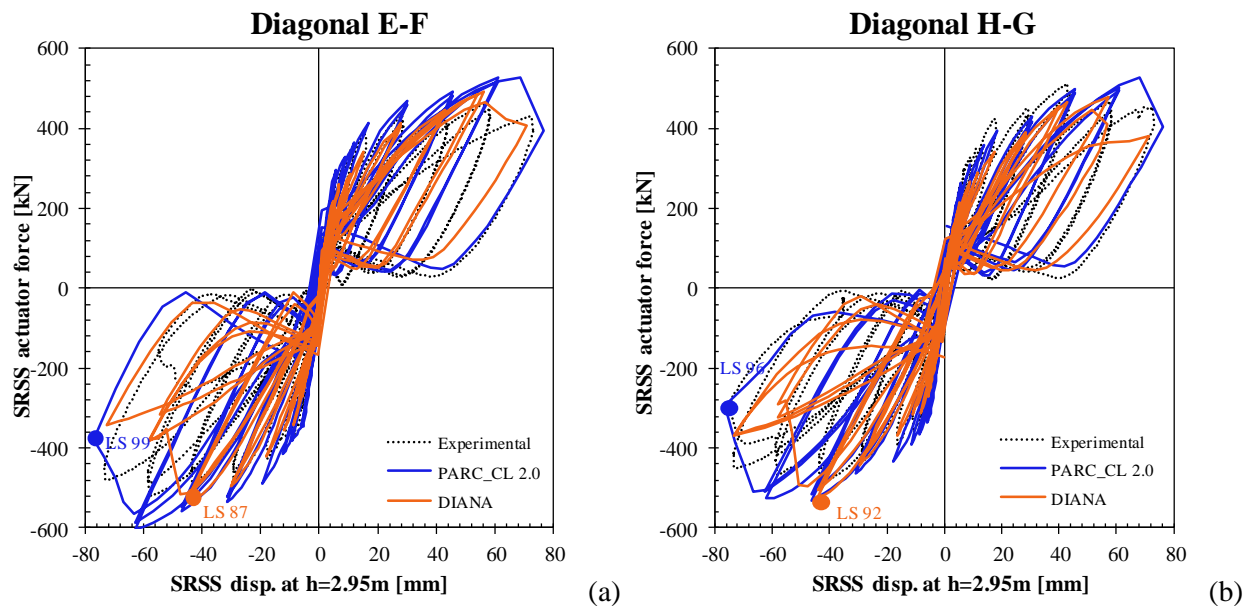 Diagonal E-F
SRSS actuator force [kN]
600
400
200
0
-200
-400
-600
-80
-60
-40
-20
0
20
40
60
80
SRSS disp. at h=2.95m [mm]
LS 99
LS 87
Experimental
PARC_CL 2.0
DIANA
(a)
Diagonal H-G
SRSS actuator force [kN]
600
400
200
0
-200
-400
-600
-80
-60
-40
-20
0
20
40
60
80
SRSS disp. at h=2.95m [mm]
LS 96
LS 92
Experimental
PARC_CL 2.0
DIANA
(b)